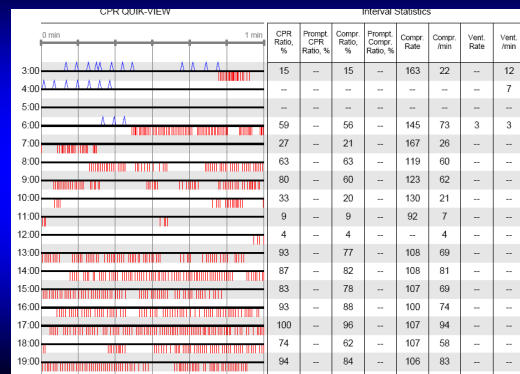 CPR QUIK-VIEW Interval Statistics
0 min 1 min
CPR Ratio, % Prompt. CPR Ratio, % Compr. Ratio, % Prompt. Compr. Ratio, % Compr. Rate Compr. /min Vent. Rate Vent. /min
3:00 15 -- 15 -- 163 22 -- 12
4:00 -- -- -- -- -- -- -- 7
5:00 -- -- -- -- -- -- -- --
6:00 59 -- 56 -- 145 73 3 3
7:00 27 -- 21 -- 167 26 -- --
8:00 63 -- 63 -- 119 60 -- --
9:00 80 -- 60 -- 123 62 -- --
10:00 33 -- 20 -- 130 21 -- --
11:00 9 -- 9 -- 92 7 -- --
12:00 4 -- 4 -- -- 4 -- --
13:00 93 -- 77 -- 108 69 -- --
14:00 87 -- 82 -- 108 81 -- --
15:00 83 -- 78 -- 107 69 -- --
16:00 93 -- 88 -- 100 74 -- --
17:00 100 -- 96 -- 107 94 -- --
18:00 74 -- 62 -- 107 58 -- --
19:00 94 -- 84 -- 106 83 -- --